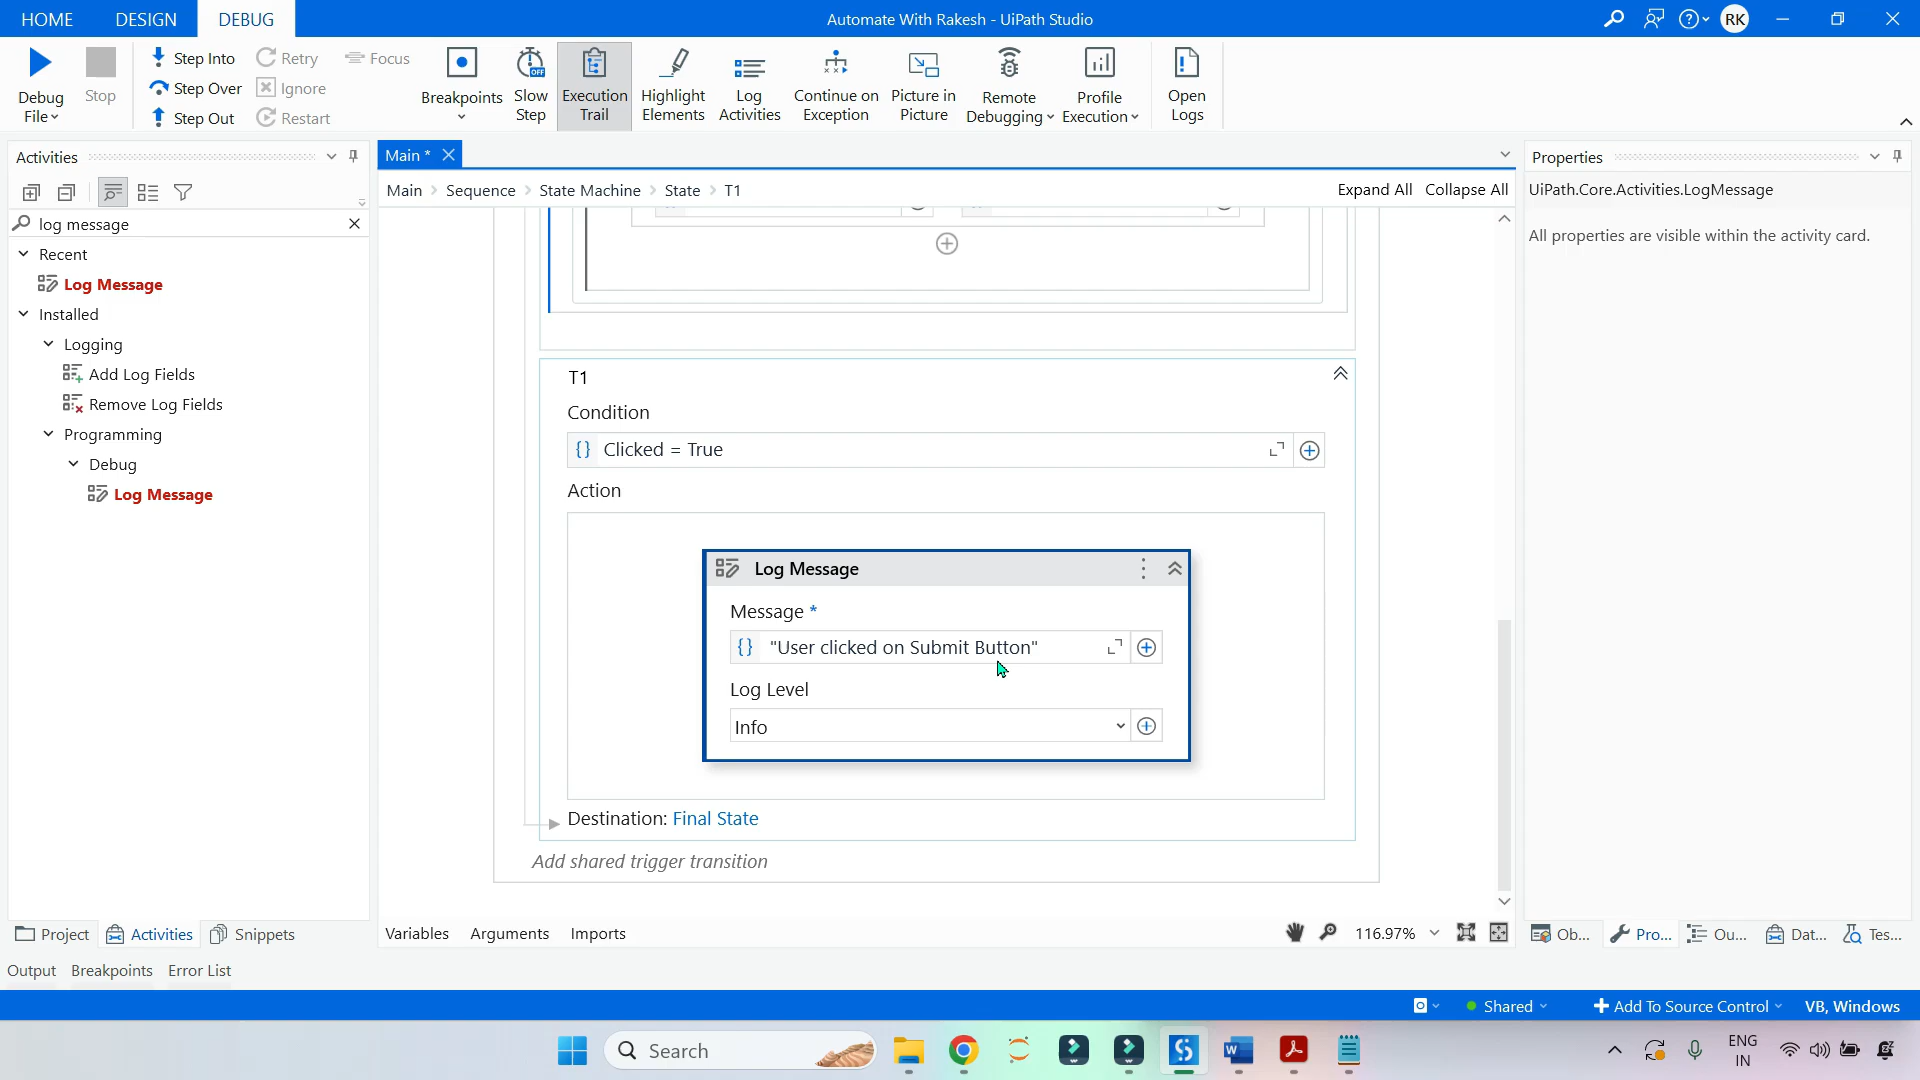 HOME DESIGN DEBUG
Automate With Rakesh - UiPath Studio
RK
Debug File
Stop
Step Into
Step Over
Step Out
Retry
Ignore
Restart
Focus
Breakpoints
Slow Step
OFF
Execution Trail
Highlight Elements
Log Activities
Continue on Exception
Picture in Picture
Remote Debugging
Profile Execution
Open Logs
Activities
log message
Recent
Log Message
Installed
Logging
Add Log Fields
Remove Log Fields
Programming
Debug
Log Message
Project Activities Snippets
Main *
Main Sequence State Machine State T1
Expand All Collapse All
T1
Condition
{} Clicked = True
Action
Log Message
Message *
{} "User clicked on Submit Button"
Log Level
Info
Destination: Final State
Add shared trigger transition
Variables Arguments Imports
116.97%
Properties
UiPath.Core.Activities.LogMessage
All properties are visible within the activity card.
Ob... Pro... Ou... Dat... Tes...
Output Breakpoints Error List
Shared Add To Source Control VB, Windows
Search
ENG
IN